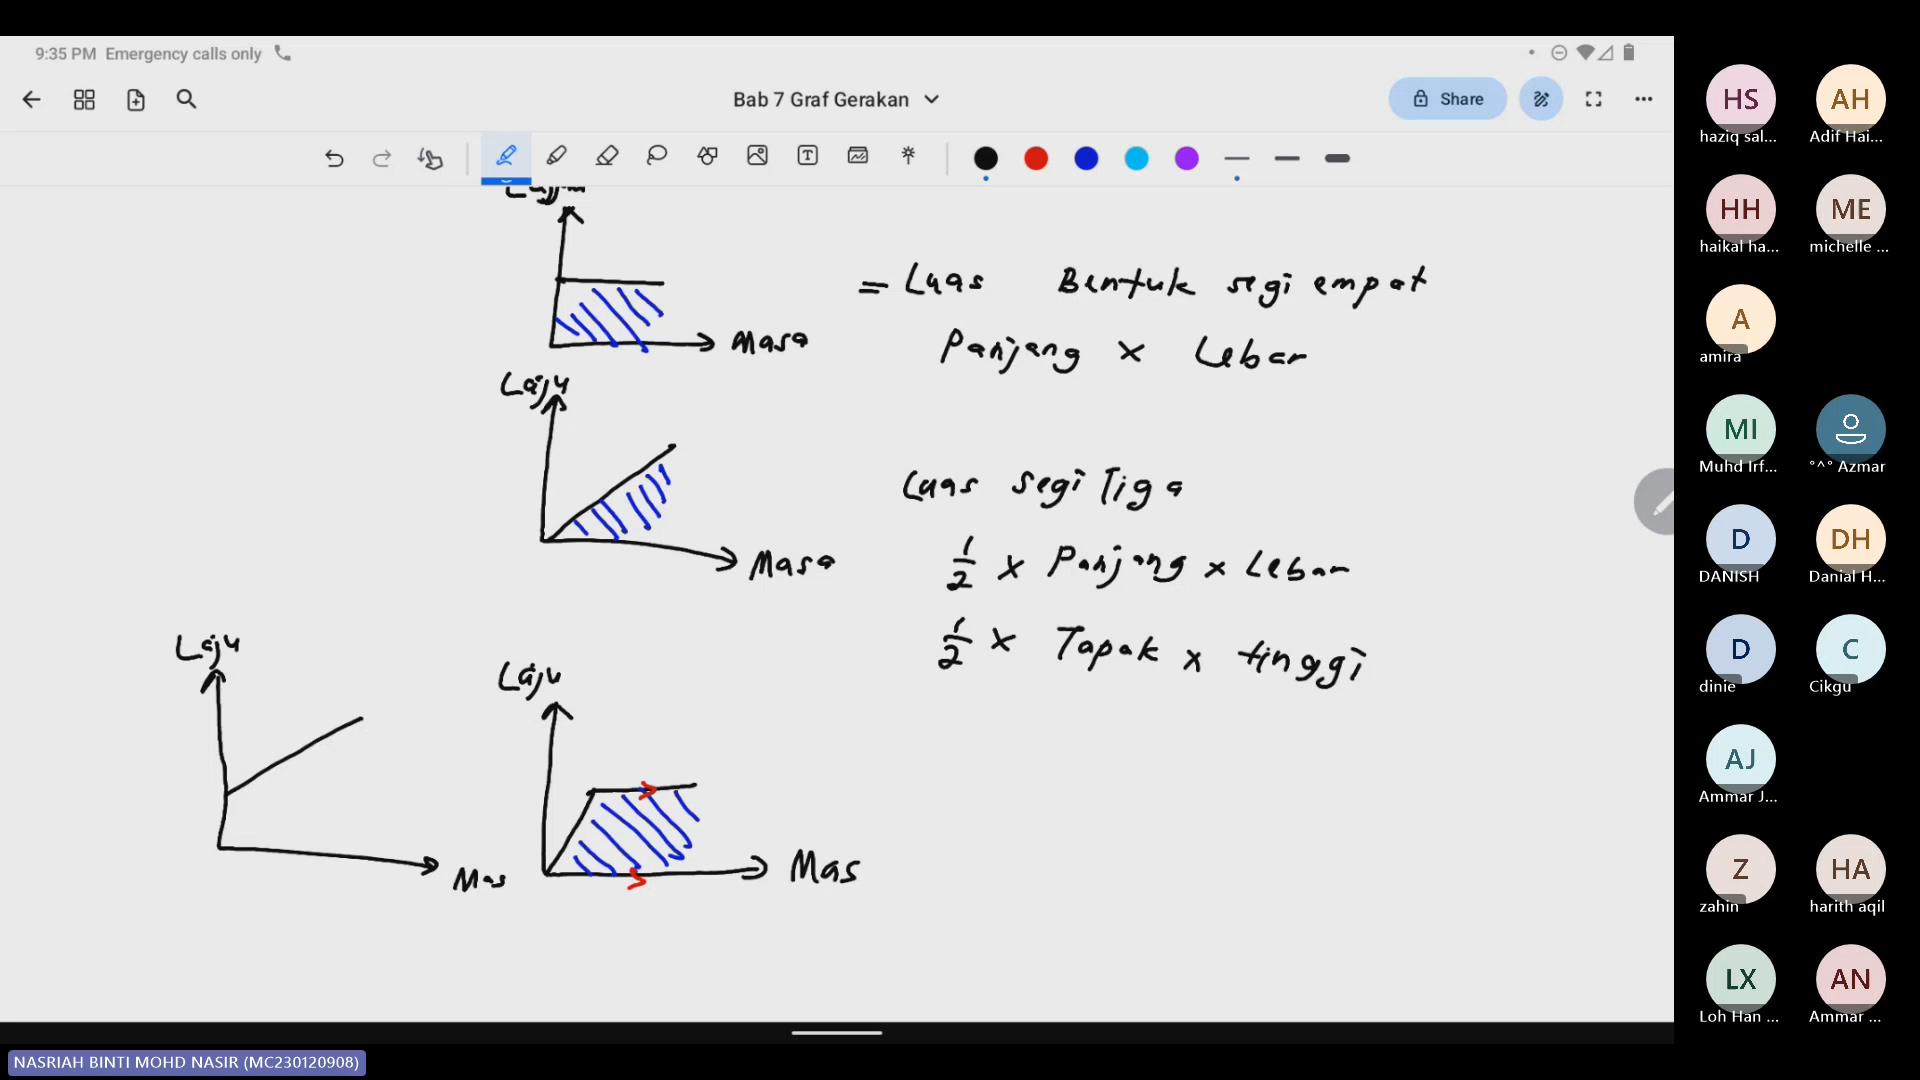 9:35 PM Emergency calls only
Bab 7 Graf Gerakan
Share
Masa
= Luas Bentuk segi empat
Panjang x Lebar
Laju
Masa
Luas segi Tiga
1/2 x Panjang x Lebar
1/2 x Tapak x tinggi
Laju
Mas
Laju
Mas
HS
haziq sal...
AH
Adif Hai...
HH
haikal ha...
ME
michelle ...
A
amira
MI
Muhd Irf...
°^° Azmar
D
DANISH
DH
Danial H...
D
dinie
C
Cikgu
AJ
Ammar J...
Z
zahin
HA
harith aqil
LX
Loh Han ...
AN
Ammar ...
NASRIAH BINTI MOHD NASIR (MC230120908)